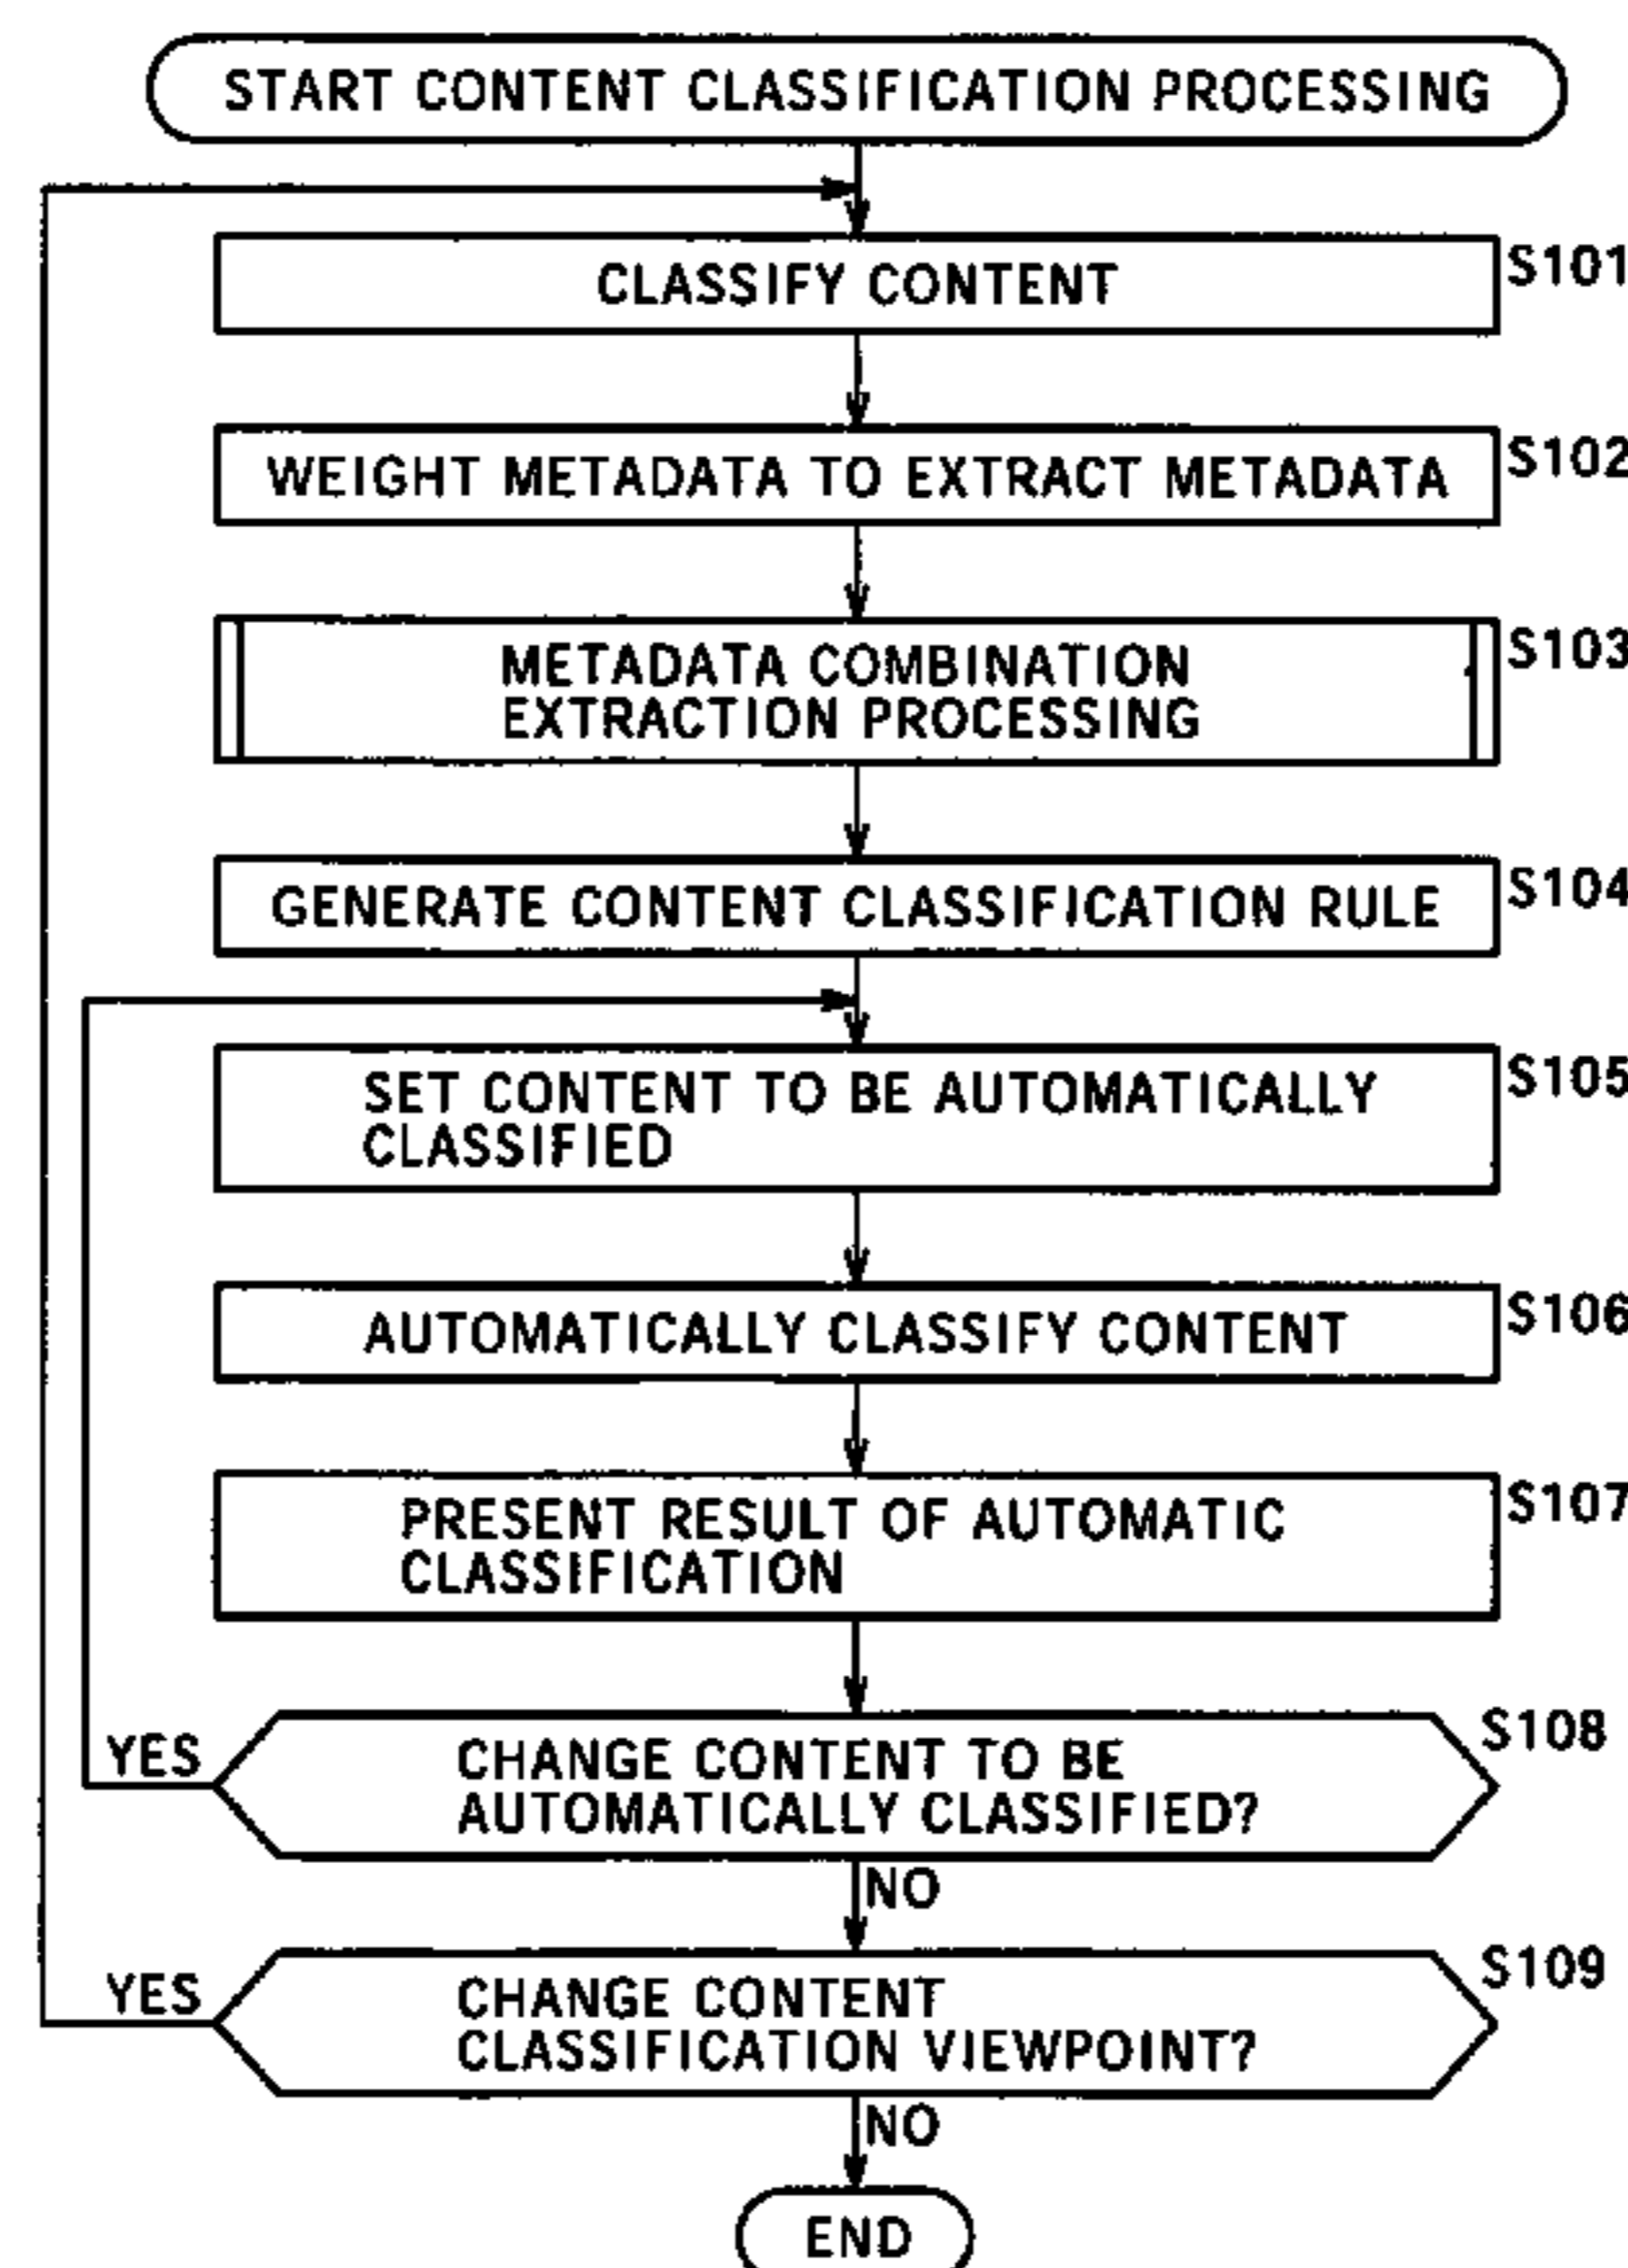 START CONTENT CLASSIFICATION PROCESSING
CLASSIFY CONTENT
S101
WEIGHT METADATA TO EXTRACT METADATA
S102
METADATA COMBINATION
EXTRACTION PROCESSING
S103
GENERATE CONTENT CLASSIFICATION RULE
S104
SET CONTENT TO BE AUTOMATICALLY
CLASSIFIED
S105
AUTOMATICALLY CLASSIFY CONTENT
S106
PRESENT RESULT OF AUTOMATIC
CLASSIFICATION
S107
YES
CHANGE CONTENT TO BE
AUTOMATICALLY CLASSIFIED?
S108
NO
YES
CHANGE CONTENT
CLASSIFICATION VIEWPOINT?
S109
NO
END